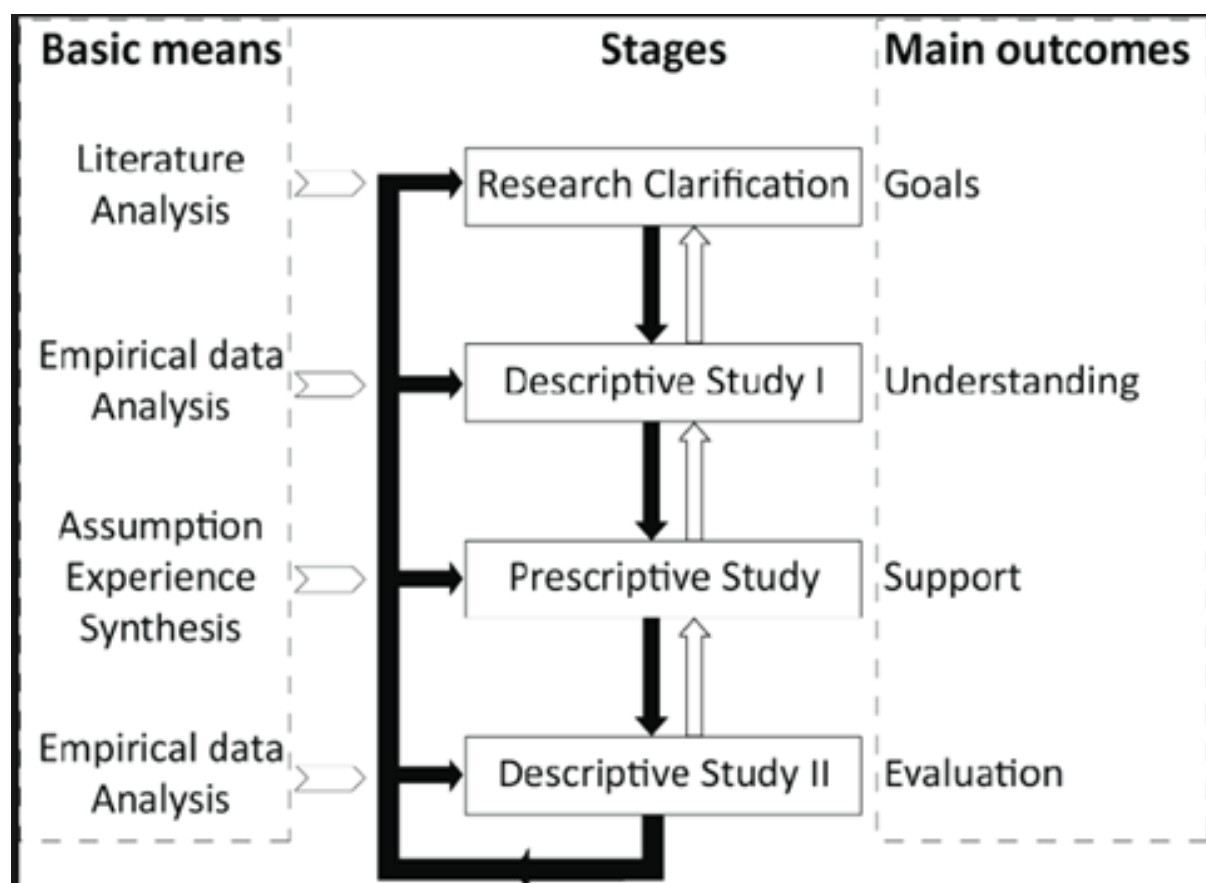 Basic means
Stages
Main outcomes
Literature
Analysis
Research Clarification
Goals
Empirical data
Analysis
Descriptive Study I
Understanding
Assumption
Experience
Synthesis
Prescriptive Study
Support
Empirical data
Analysis
Descriptive Study II
Evaluation